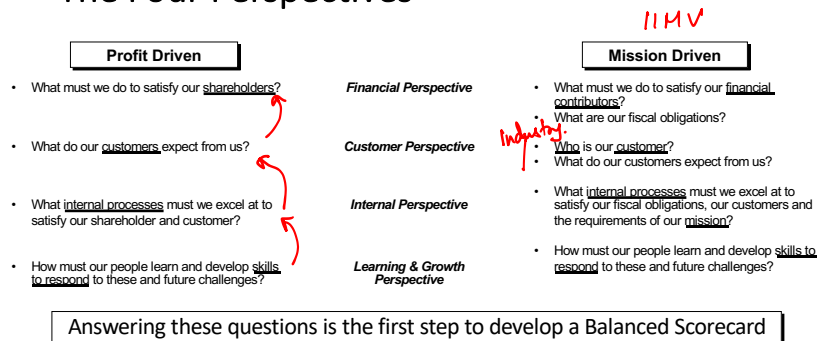 The Four Perspectives
IIMV
Profit Driven
Mission Driven
• What must we do to satisfy our shareholders?
Financial Perspective
• What must we do to satisfy our financial
contributors?
• What are our fiscal obligations?
• What do our customers expect from us?
Customer Perspective
Industry.
• Who is our customer?
• What do our customers expect from us?
• What internal processes must we excel at to
satisfy our shareholder and customer?
Internal Perspective
• What internal processes must we excel at to
satisfy our fiscal obligations, our customers and
the requirements of our mission?
• How must our people learn and develop skills
to respond to these and future challenges?
Learning & Growth
Perspective
• How must our people learn and develop skills to
respond to these and future challenges?
Answering these questions is the first step to develop a Balanced Scorecard